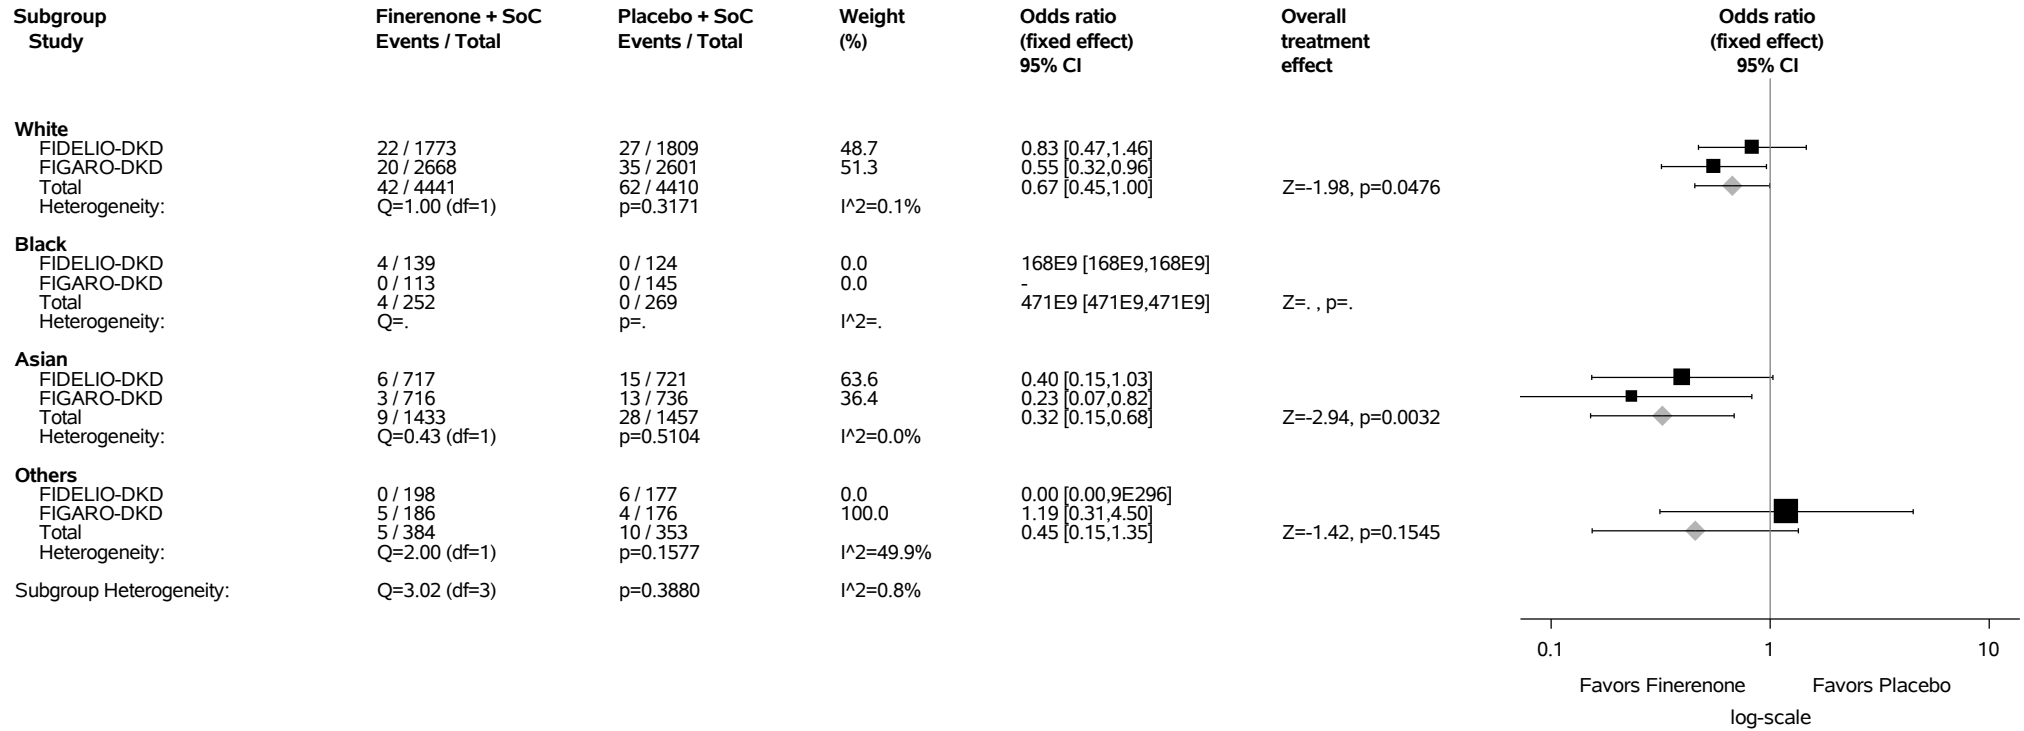 Subgroup Finerenone + SoC Placebo + SoC Weight Odds ratio Overall Odds ratio
Study Events / Total Events / Total (%) (fixed effect) treatment (fixed effect)
95% CI effect 95% CI
White
FIDELIO-DKD 22 / 1773 27 / 1809 48.7 0.83 [0.47,1.46]
FIGARO-DKD 20 / 2668 35 / 2601 51.3 0.55 [0.32,0.96]
Total 42 / 4441 62 / 4410 0.67 [0.45,1.00] Z=-1.98, p=0.0476
Heterogeneity: Q=1.00 (df=1) p=0.3171 I^2=0.1%
Black
FIDELIO-DKD 4 / 139 0 / 124 0.0 168E9 [168E9,168E9]
FIGARO-DKD 0 / 113 0 / 145 0.0 -
Total 4 / 252 0 / 269 471E9 [471E9,471E9] Z=. , p=.
Heterogeneity: Q=. p=. I^2=.
Asian
FIDELIO-DKD 6 / 717 15 / 721 63.6 0.40 [0.15,1.03]
FIGARO-DKD 3 / 716 13 / 736 36.4 0.23 [0.07,0.82]
Total 9 / 1433 28 / 1457 0.32 [0.15,0.68] Z=-2.94, p=0.0032
Heterogeneity: Q=0.43 (df=1) p=0.5104 I^2=0.0%
Others
FIDELIO-DKD 0 / 198 6 / 177 0.0 0.00 [0.00,9E296]
FIGARO-DKD 5 / 186 4 / 176 100.0 1.19 [0.31,4.50]
Total 5 / 384 10 / 353 0.45 [0.15,1.35] Z=-1.42, p=0.1545
Heterogeneity: Q=2.00 (df=1) p=0.1577 I^2=49.9%
Subgroup Heterogeneity: Q=3.02 (df=3) p=0.3880 I^2=0.8%
0.1 1 10
Favors Finerenone Favors Placebo
log-scale